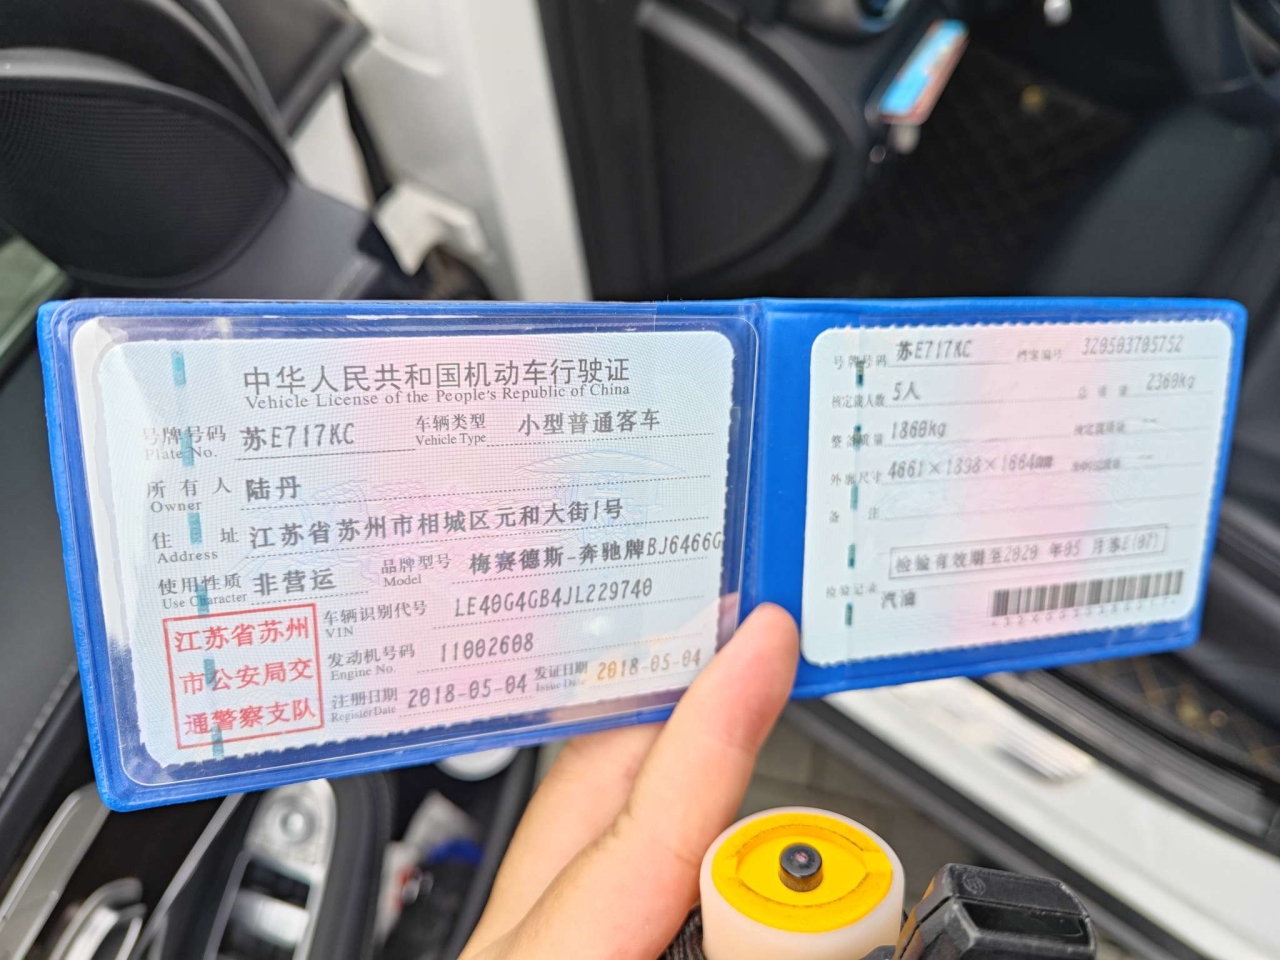 中华人民共和国机动车行驶证
Vehicle License of the People's Republic of China
号牌号码 苏E717KC 车辆类型 小型普通客车
Plate No. Vehicle Type
所有人 陆丹
Owner
住址 江苏省苏州市相城区元和大街1号
Address
使用性质 非营运 品牌型号 梅赛德斯-奔驰牌BJ6466G
Use Character Model
江苏省苏州
市公安局交
通警察支队
车辆识别代号 LE40G4GB4JL229740
VIN
发动机号码 11002608
Engine No.
注册日期 2018-05-04 发证日期 2018-05-04
Register Date Issue Date
号牌号码 苏E717KC 档案编号 320503705752
核定载人数 5人 总质量 2360kg
整备质量 1860kg 核定载质量 --
外廓尺寸 4661×1898×1664mm --
备注
检验有效期至2020年05月苏E(07)
检验记录
汽油